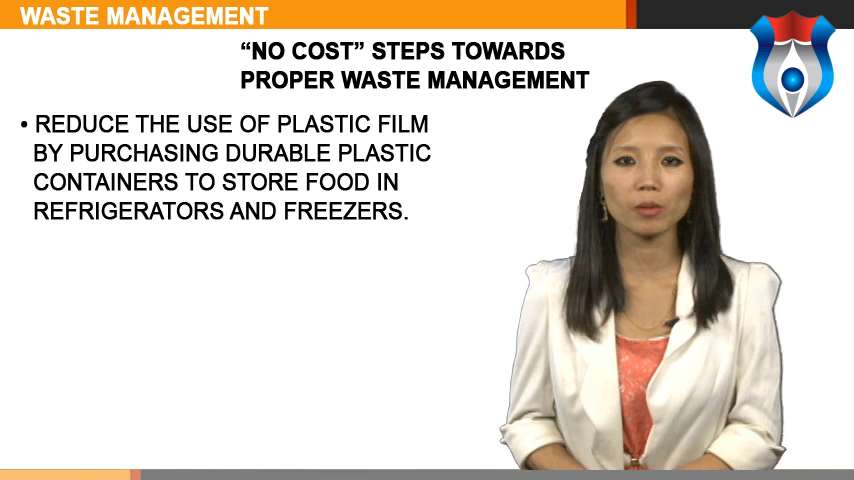 WASTE MANAGEMENT
“NO COST” STEPS TOWARDS
PROPER WASTE MANAGEMENT
• REDUCE THE USE OF PLASTIC FILM
BY PURCHASING DURABLE PLASTIC
CONTAINERS TO STORE FOOD IN
REFRIGERATORS AND FREEZERS.